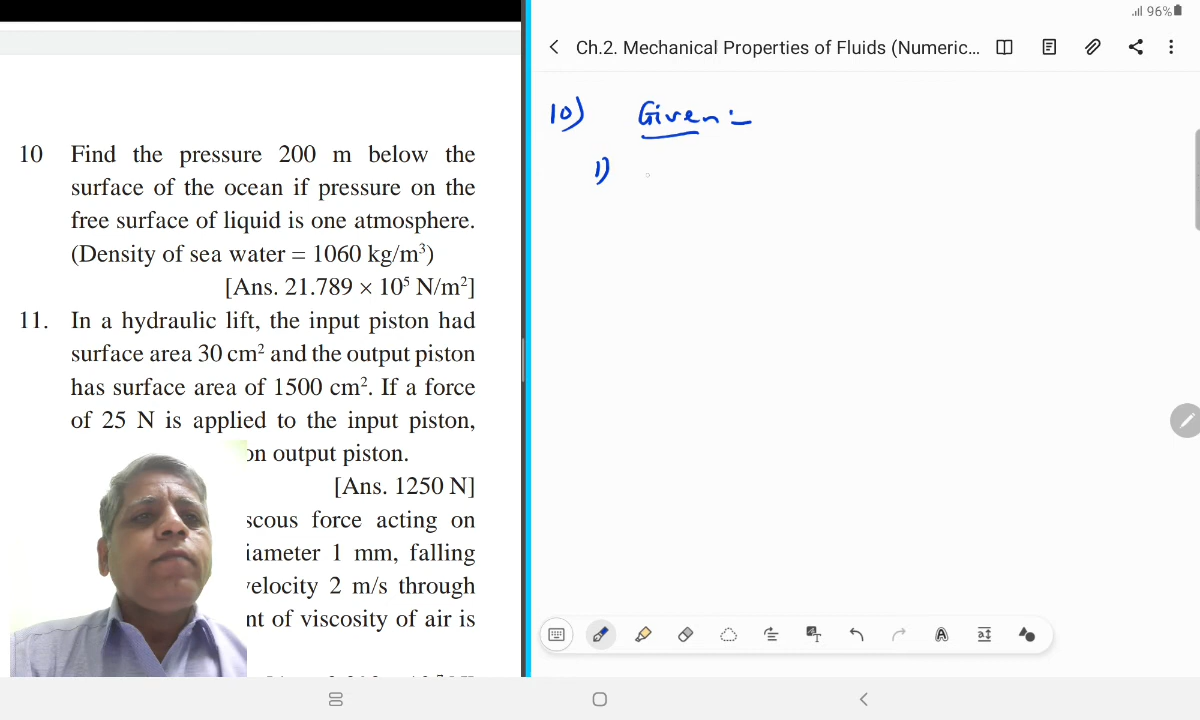 96%
Ch.2. Mechanical Properties of Fluids (Numeric...
10 Find the pressure 200 m below the
surface of the ocean if pressure on the
free surface of liquid is one atmosphere.
(Density of sea water = 1060 kg/m³)
[Ans. 21.789 × 10⁵ N/m²]
11. In a hydraulic lift, the input piston had
surface area 30 cm² and the output piston
has surface area of 1500 cm². If a force
of 25 N is applied to the input piston,
on output piston.
[Ans. 1250 N]
scous force acting on
iameter 1 mm, falling
velocity 2 m/s through
nt of viscosity of air is
10) Given :-
1)